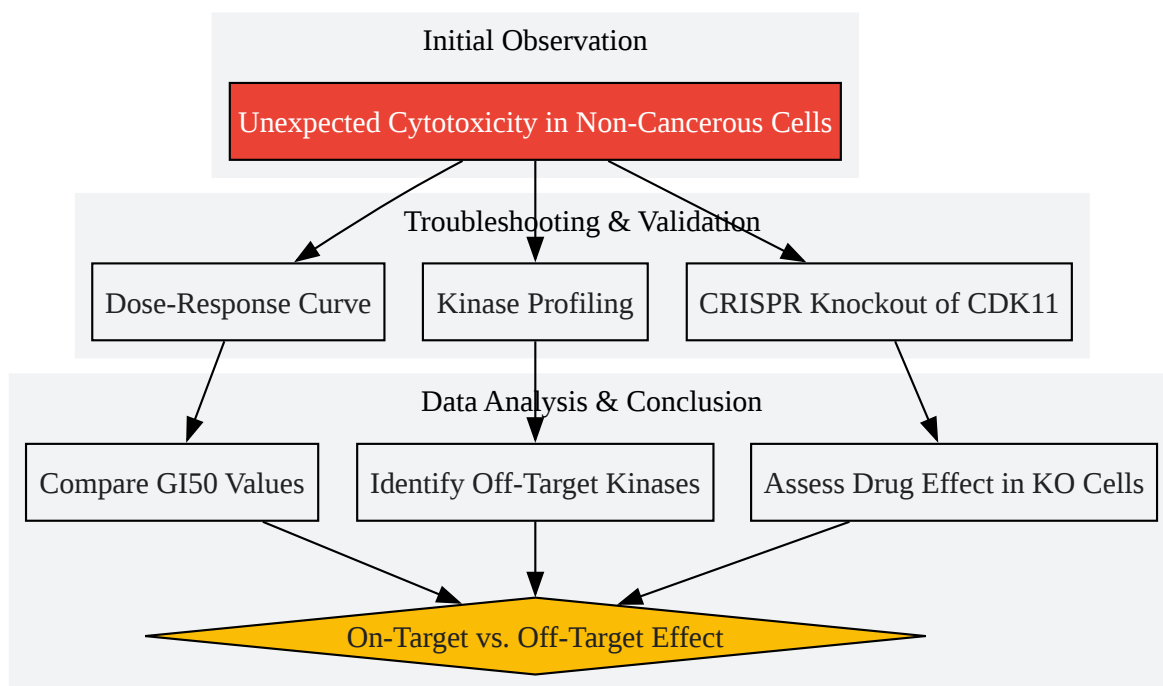 Initial Observation
Unexpected Cytotoxicity in Non-Cancerous Cells
Troubleshooting & Validation
Dose-Response Curve
Kinase Profiling
CRISPR Knockout of CDK11
Data Analysis & Conclusion
Compare GI50 Values
Identify Off-Target Kinases
Assess Drug Effect in KO Cells
On-Target vs. Off-Target Effect